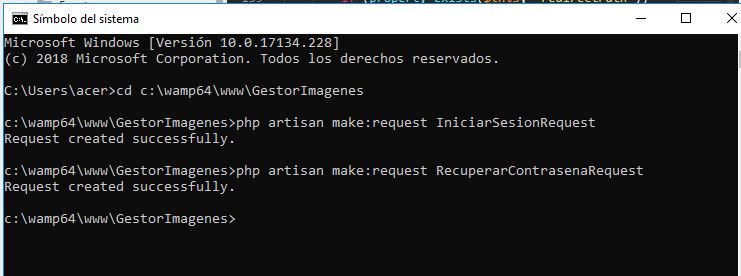 Símbolo del sistema
Microsoft Windows [Versión 10.0.17134.228]
(c) 2018 Microsoft Corporation. Todos los derechos reservados.
C:\Users\acer>cd c:\wamp64\www\GestorImagenes
c:\wamp64\www\GestorImagenes>php artisan make:request IniciarSesionRequest
Request created successfully.
c:\wamp64\www\GestorImagenes>php artisan make:request RecuperarContrasenaRequest
Request created successfully.
c:\wamp64\www\GestorImagenes>